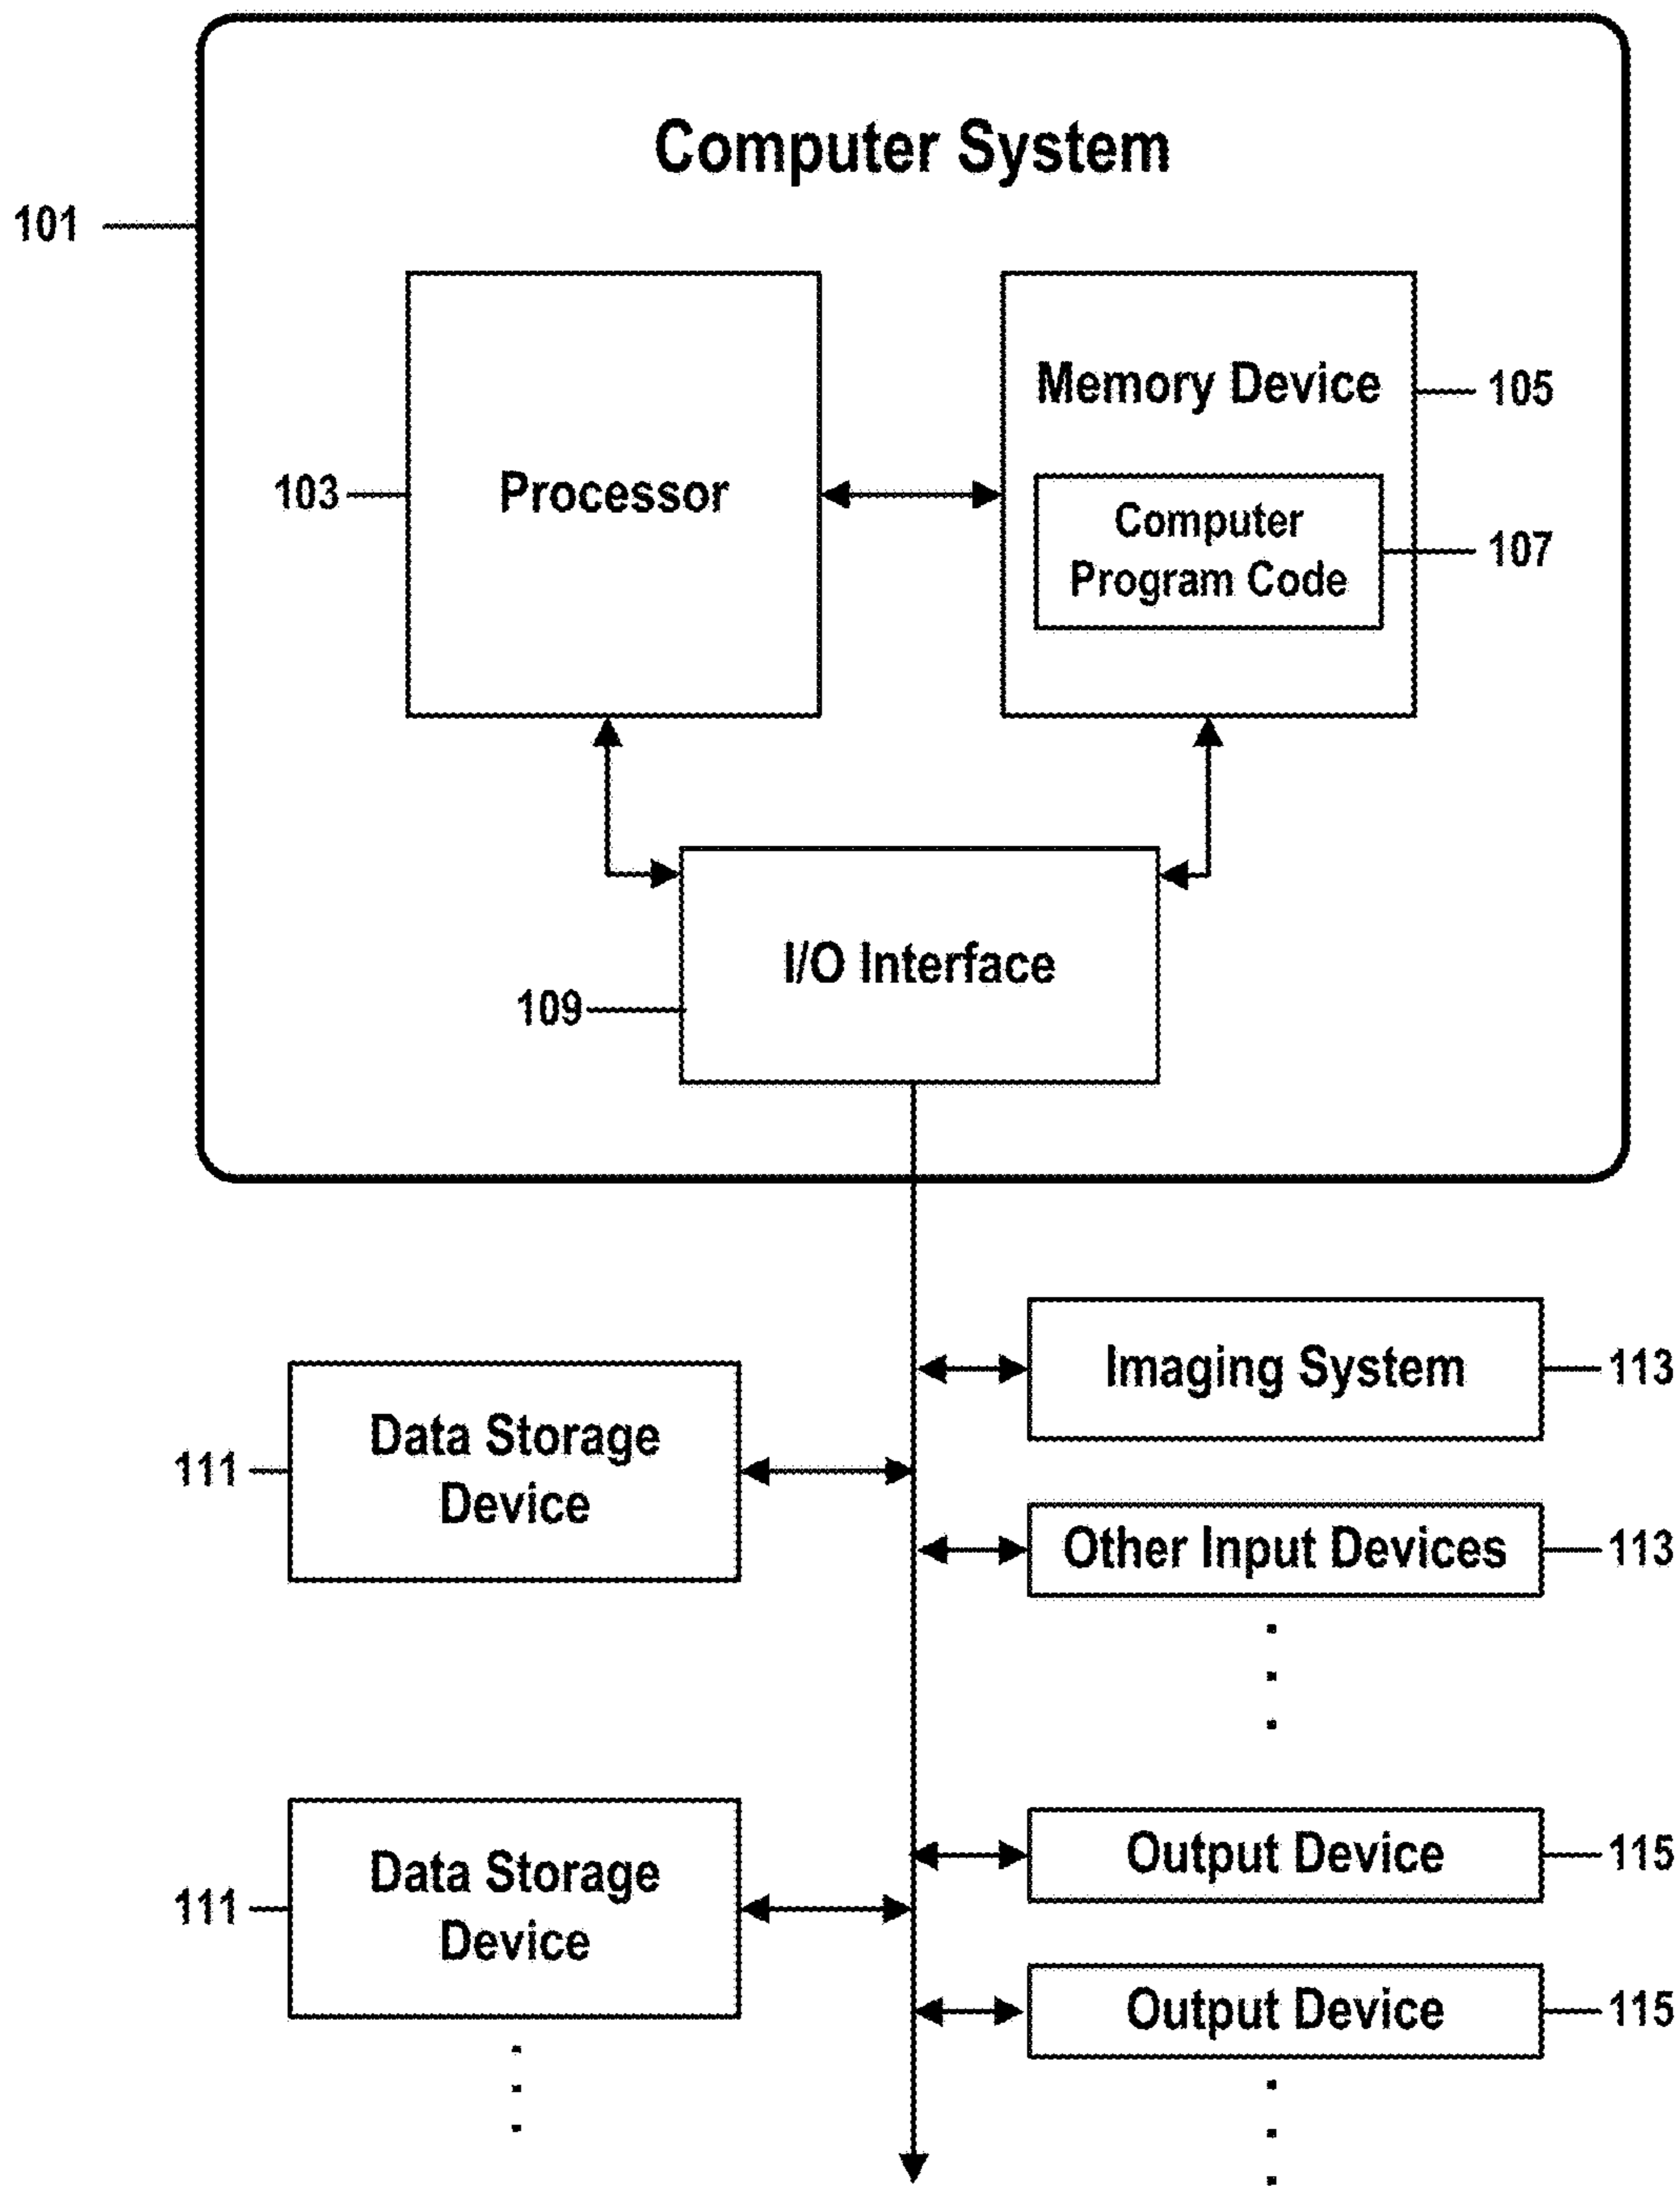 Computer System
101
103
Processor
Memory Device
105
Computer
Program Code
107
I/O Interface
109
Imaging System
113
111
Data Storage
Device
Other Input Devices
113
111
Data Storage
Device
Output Device
115
Output Device
115